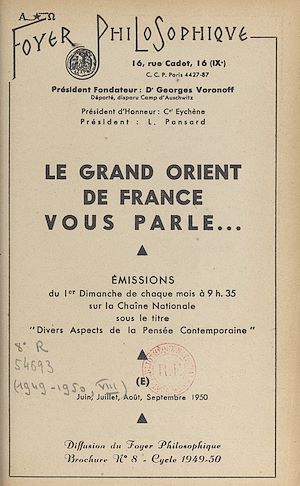 A ★ Ω
FOYER PHILOSOPHIQUE
16, rue Cadet, 16 (IXᵉ)
C. C. P. Paris 4427-87
Président Fondateur : Dʳ Georges Voronoff
Déporté, disparu Camp d'Auschwitz
Président d'Honneur : Cᵉˡ Eychène
Président : L. Pansard
LE GRAND ORIENT
DE FRANCE
VOUS PARLE...
ÉMISSIONS
du 1ᵉʳ Dimanche de chaque mois à 9 h. 35
sur la Chaîne Nationale
sous le titre
"Divers Aspects de la Pensée Contemporaine"
8° R
54693
(1949-1950, VIII)
R.F.
(E)
Juin, Juillet, Août, Septembre 1950
Diffusion du Foyer Philosophique
Brochure N° 8 - Cycle 1949-50